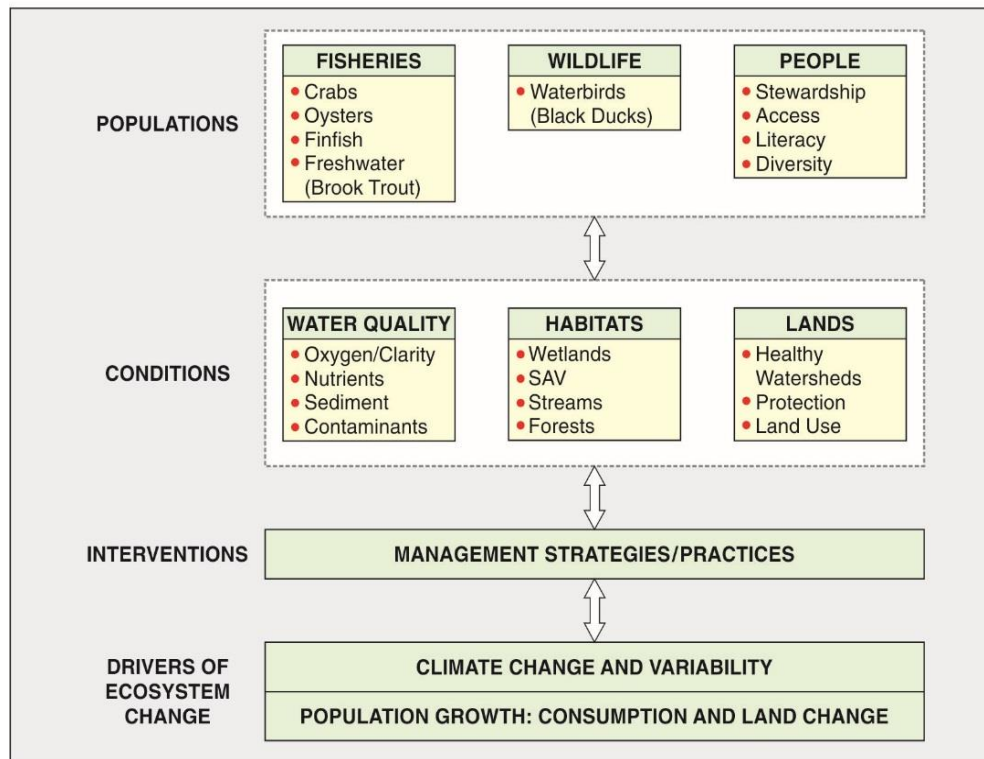 POPULATIONS
FISHERIES
• Crabs
• Oysters
• Finfish
• Freshwater
(Brook Trout)
WILDLIFE
• Waterbirds
(Black Ducks)
PEOPLE
• Stewardship
• Access
• Literacy
• Diversity
CONDITIONS
WATER QUALITY
• Oxygen/Clarity
• Nutrients
• Sediment
• Contaminants
HABITATS
• Wetlands
• SAV
• Streams
• Forests
LANDS
• Healthy
Watersheds
• Protection
• Land Use
INTERVENTIONS
MANAGEMENT STRATEGIES/PRACTICES
DRIVERS OF
ECOSYSTEM
CHANGE
CLIMATE CHANGE AND VARIABILITY
POPULATION GROWTH: CONSUMPTION AND LAND CHANGE